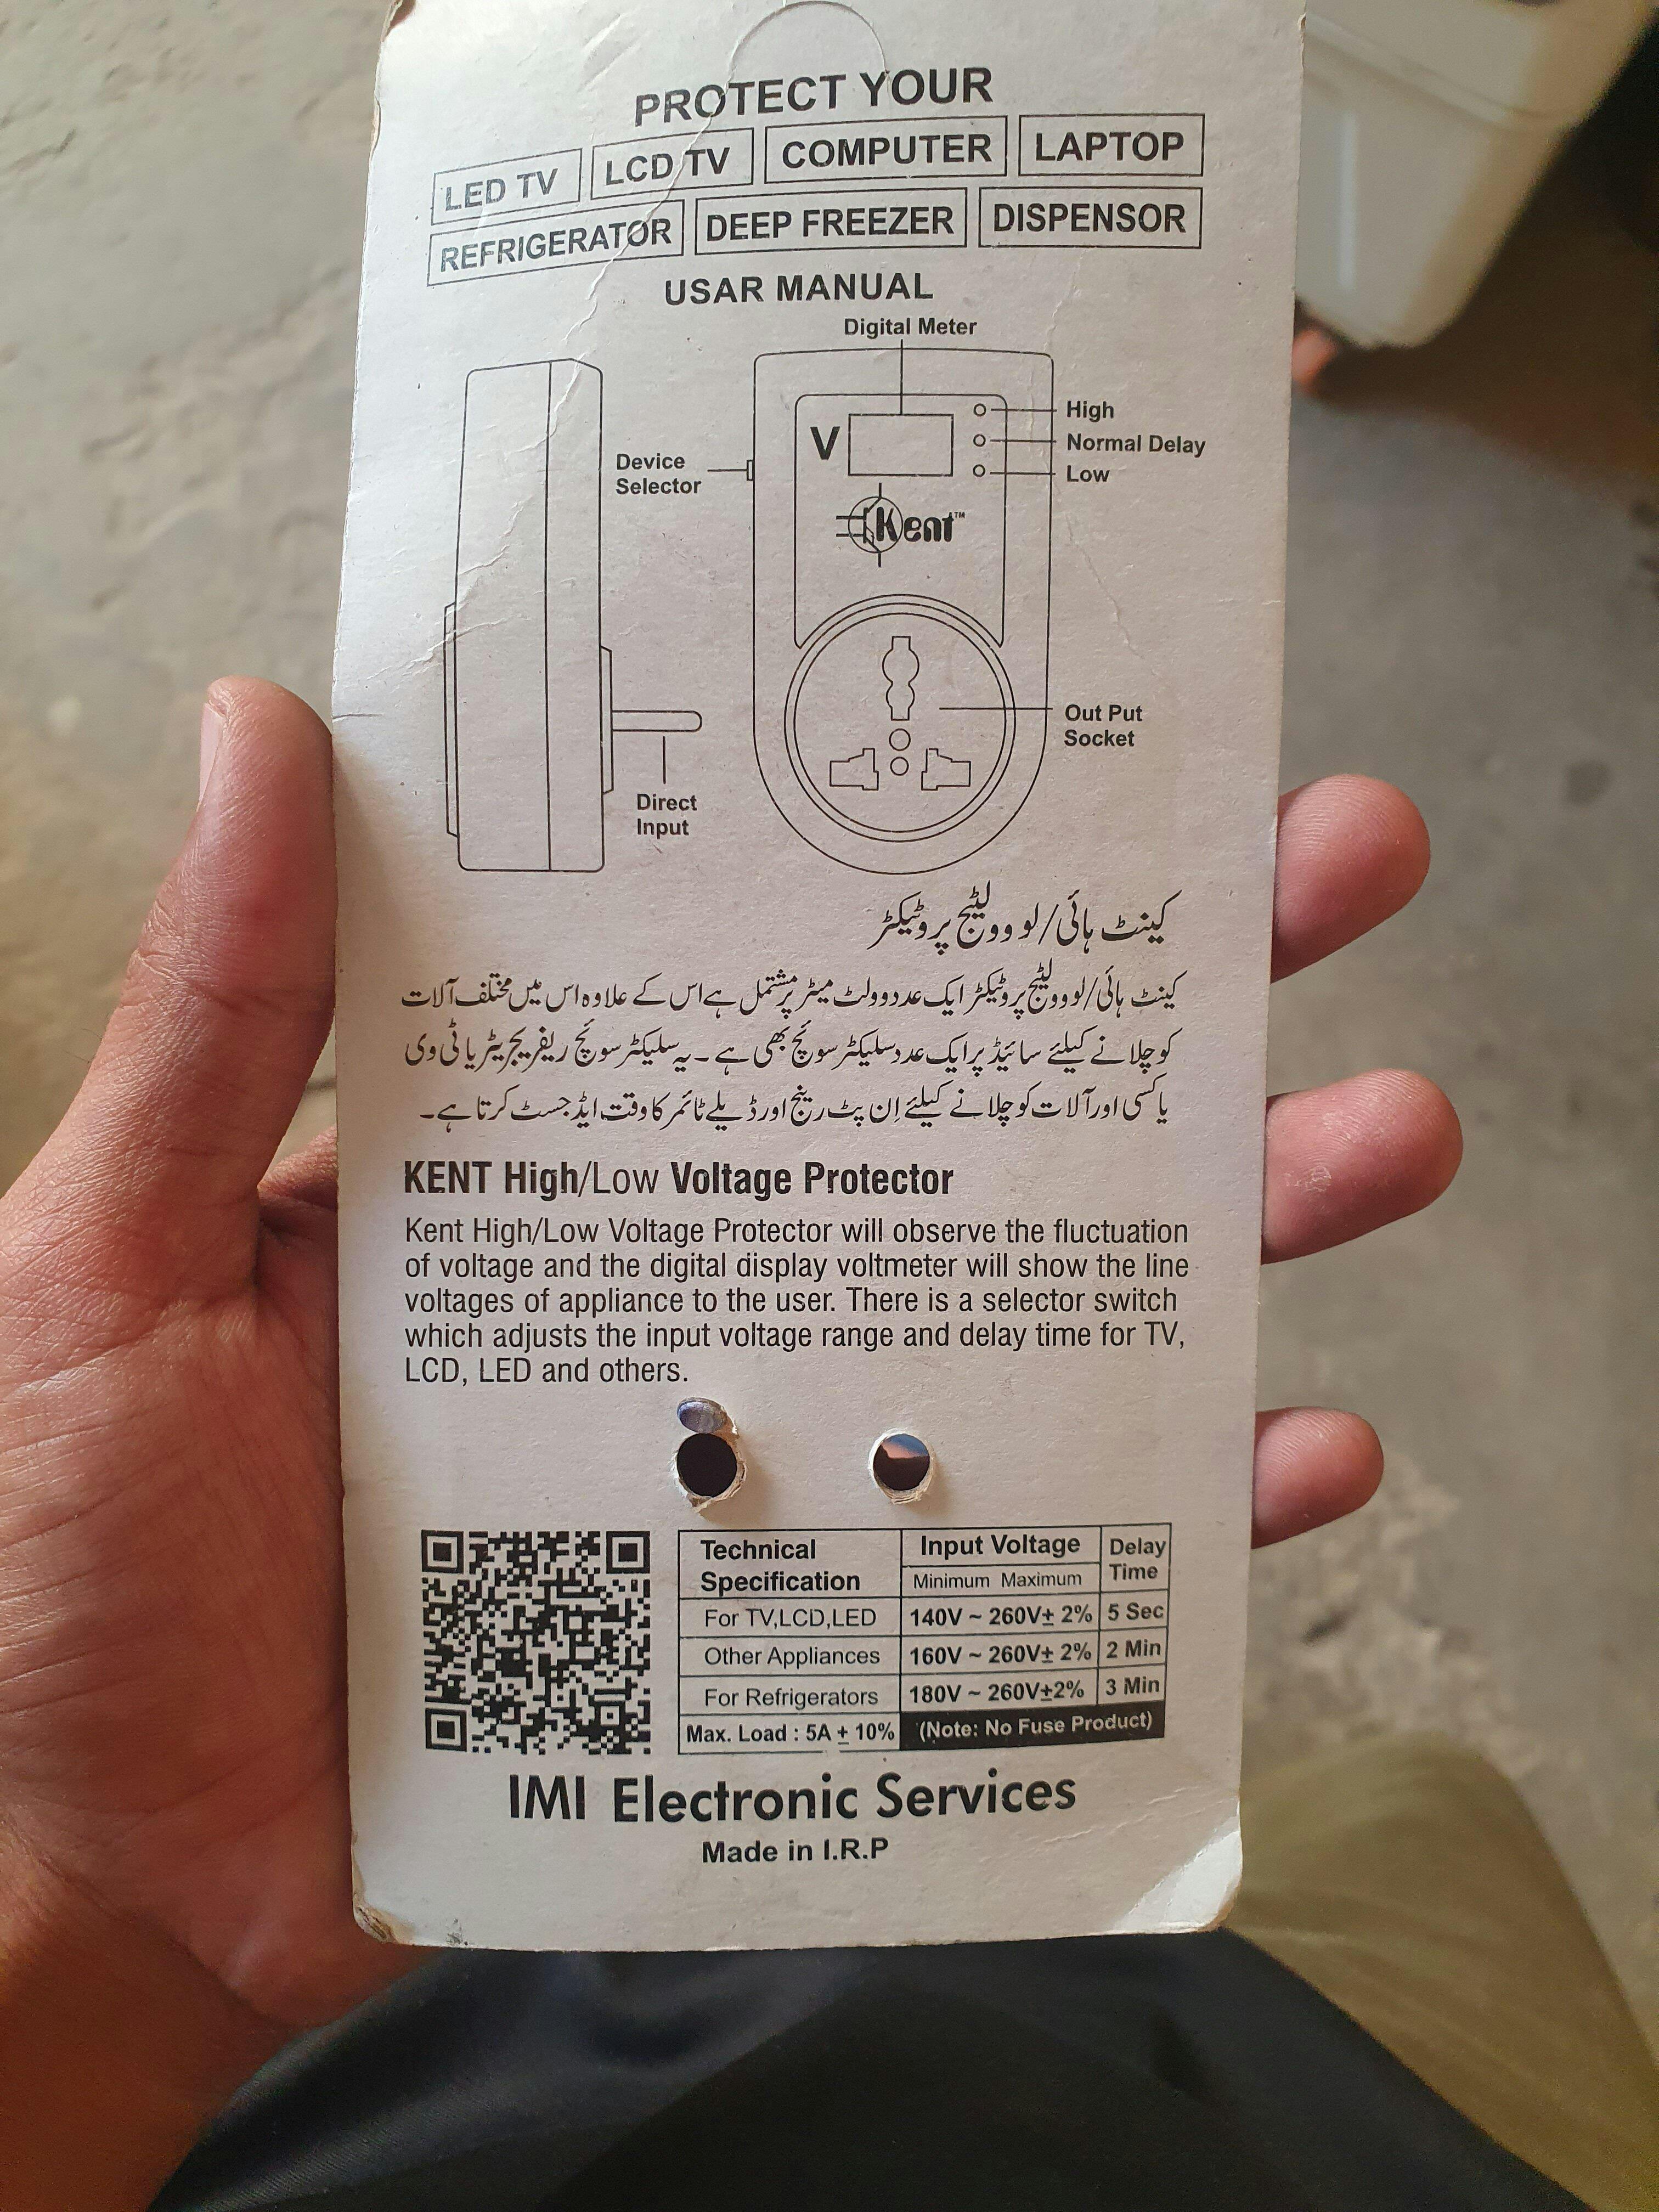 PROTECT YOUR
LED TV LCD TV COMPUTER LAPTOP
REFRIGERATOR DEEP FREEZER DISPENSOR
USAR MANUAL
Digital Meter
High
V
Normal Delay
Device
Selector
Low
Kent™
Out Put
Socket
Direct
Input
کینٹ ہائی/لو وولٹیج پروٹیکٹر
کینٹ ہائی/لو وولٹیج پروٹیکٹر ایک عدد وولٹ میٹر پر مشتمل ہے اس کے علاوہ اس میں مختلف آلات
کو چلانے کیلئے سائیڈ پر ایک عدد سلیکٹر سوئچ بھی ہے۔ یہ سلیکٹر سوئچ ریفریجریٹر یا ٹی وی
یا کسی اور آلات کو چلانے کیلئے اِن پٹ رینج اور ڈیلے ٹائمر کا وقت ایڈجسٹ کرتا ہے۔
KENT High/Low Voltage Protector
Kent High/Low Voltage Protector will observe the fluctuation
of voltage and the digital display voltmeter will show the line
voltages of appliance to the user. There is a selector switch
which adjusts the input voltage range and delay time for TV,
LCD, LED and others.
Technical Specification Input Voltage Minimum Maximum Delay Time
For TV,LCD,LED 140V ~ 260V± 2% 5 Sec
Other Appliances 160V ~ 260V± 2% 2 Min
For Refrigerators 180V ~ 260V±2% 3 Min
Max. Load : 5A ± 10% (Note: No Fuse Product)
IMI Electronic Services
Made in I.R.P